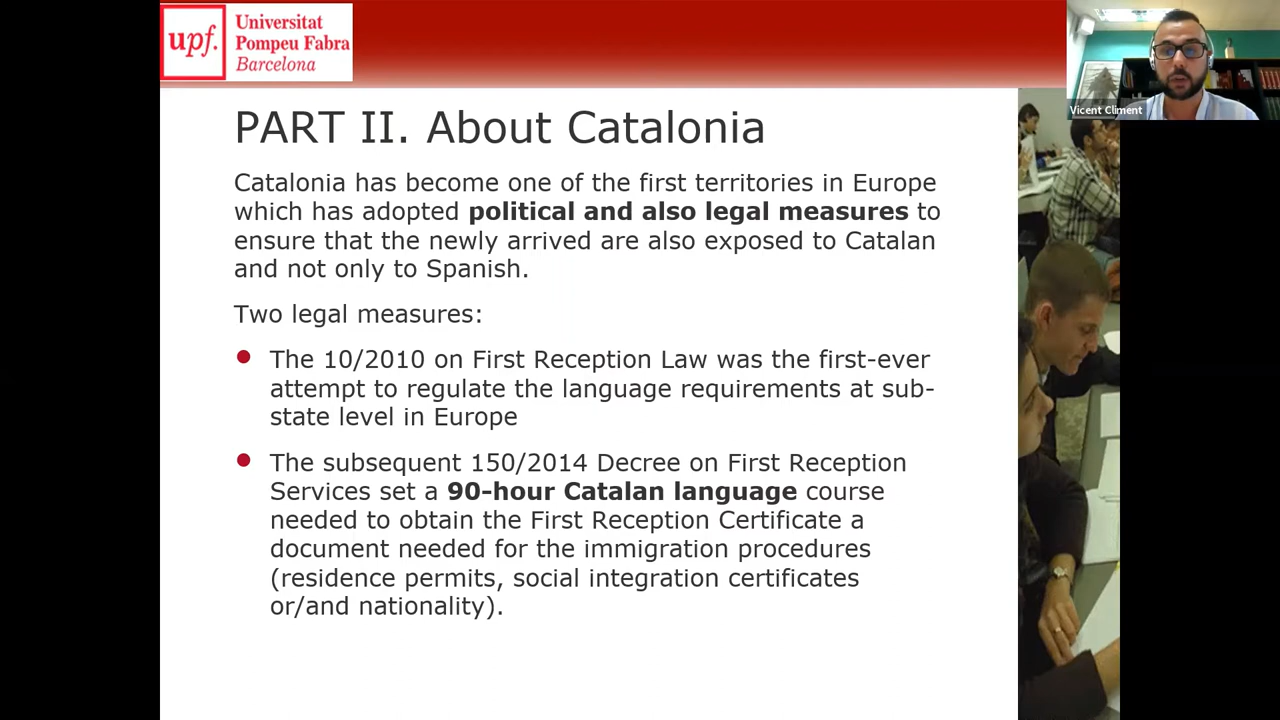 upf.
Universitat
Pompeu Fabra
Barcelona
Vicent Climent
PART II. About Catalonia
Catalonia has become one of the first territories in Europe
which has adopted political and also legal measures to
ensure that the newly arrived are also exposed to Catalan
and not only to Spanish.
Two legal measures:
The 10/2010 on First Reception Law was the first-ever
attempt to regulate the language requirements at sub-
state level in Europe
The subsequent 150/2014 Decree on First Reception
Services set a 90-hour Catalan language course
needed to obtain the First Reception Certificate a
document needed for the immigration procedures
(residence permits, social integration certificates
or/and nationality).